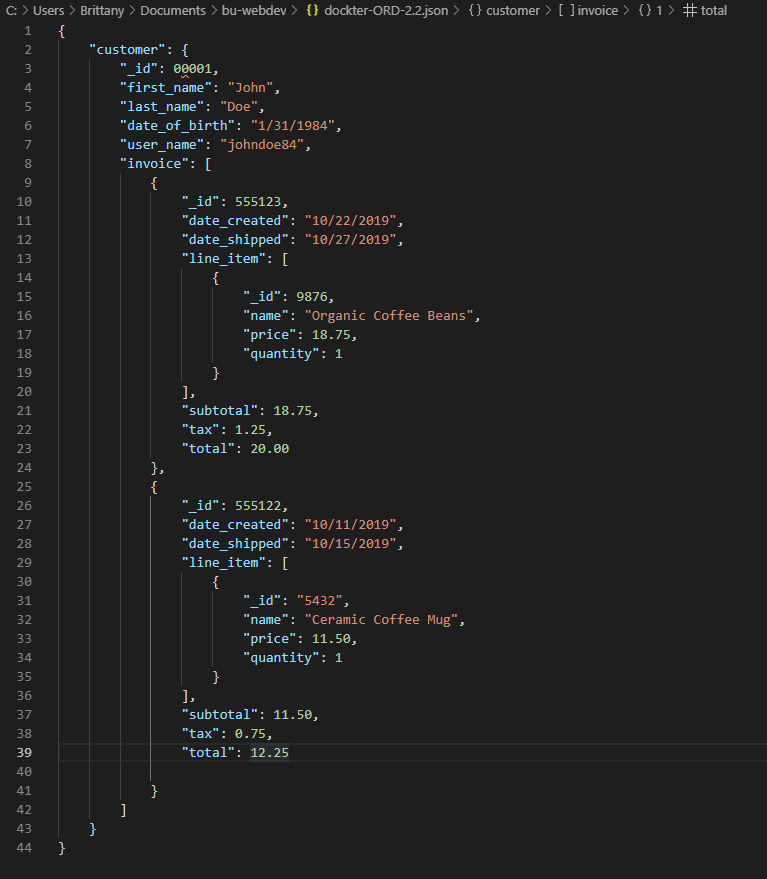 C: > Users > Brittany > Documents > bu-webdev > {} dockter-ORD-2.2.json > {} customer > [ ] invoice > {} 1 > # total
1 {
2     "customer": {
3         "_id": 00001,
4         "first_name": "John",
5         "last_name": "Doe",
6         "date_of_birth": "1/31/1984",
7         "user_name": "johndoe84",
8         "invoice": [
9             {
10                 "_id": 555123,
11                 "date_created": "10/22/2019",
12                 "date_shipped": "10/27/2019",
13                 "line_item": [
14                     {
15                         "_id": 9876,
16                         "name": "Organic Coffee Beans",
17                         "price": 18.75,
18                         "quantity": 1
19                     }
20                 ],
21                 "subtotal": 18.75,
22                 "tax": 1.25,
23                 "total": 20.00
24             },
25             {
26                 "_id": 555122,
27                 "date_created": "10/11/2019",
28                 "date_shipped": "10/15/2019",
29                 "line_item": [
30                     {
31                         "_id": "5432",
32                         "name": "Ceramic Coffee Mug",
33                         "price": 11.50,
34                         "quantity": 1
35                     }
36                 ],
37                 "subtotal": 11.50,
38                 "tax": 0.75,
39                 "total": 12.25
40
41             }
42         ]
43     }
44 }